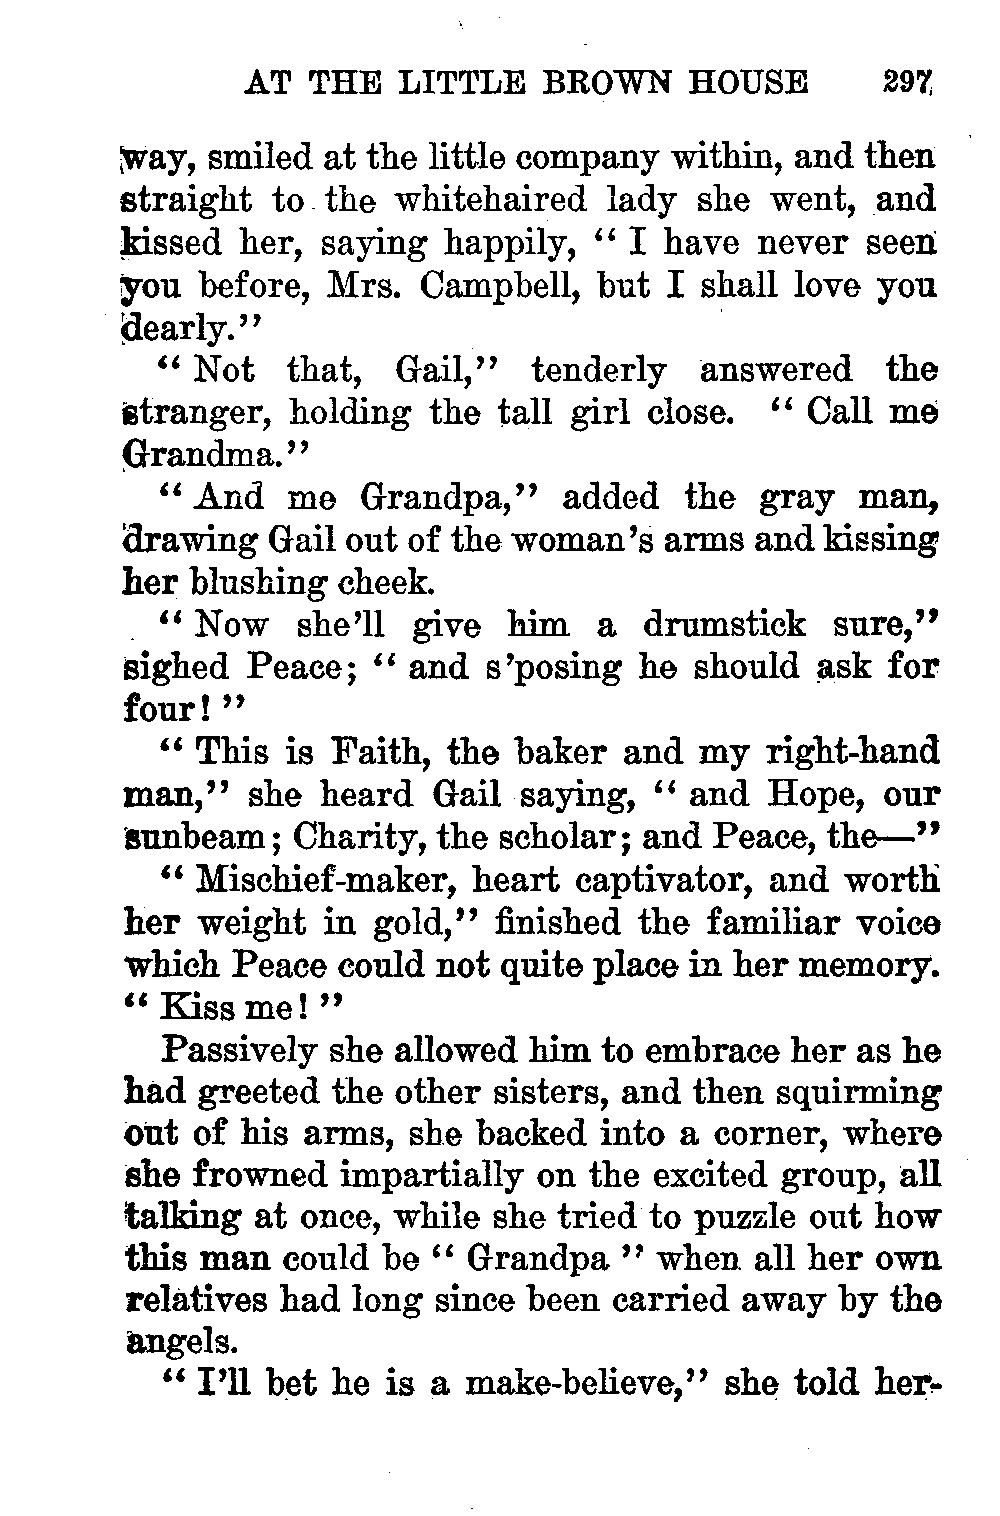 AT THE LITTLE BROWN HOUSE 297
way, smiled at the little company within, and then
straight to the whitehaired lady she went, and
kissed her, saying happily, “ I have never seen
you before, Mrs. Campbell, but I shall love you
dearly.”
“ Not that, Gail,” tenderly answered the
stranger, holding the tall girl close. “ Call me
Grandma.”
“ And me Grandpa,” added the gray man,
drawing Gail out of the woman’s arms and kissing
her blushing cheek.
“ Now she’ll give him a drumstick sure,”
sighed Peace; “ and s’posing he should ask for
four! ”
“ This is Faith, the baker and my right-hand
man,” she heard Gail saying, “ and Hope, our
sunbeam; Charity, the scholar; and Peace, the—”
“ Mischief-maker, heart captivator, and worth
her weight in gold,” finished the familiar voice
which Peace could not quite place in her memory.
“ Kiss me! ”
Passively she allowed him to embrace her as he
had greeted the other sisters, and then squirming
out of his arms, she backed into a corner, where
she frowned impartially on the excited group, all
talking at once, while she tried to puzzle out how
this man could be “ Grandpa ” when all her own
relatives had long since been carried away by the
angels.
“ I’ll bet he is a make-believe,” she told her-